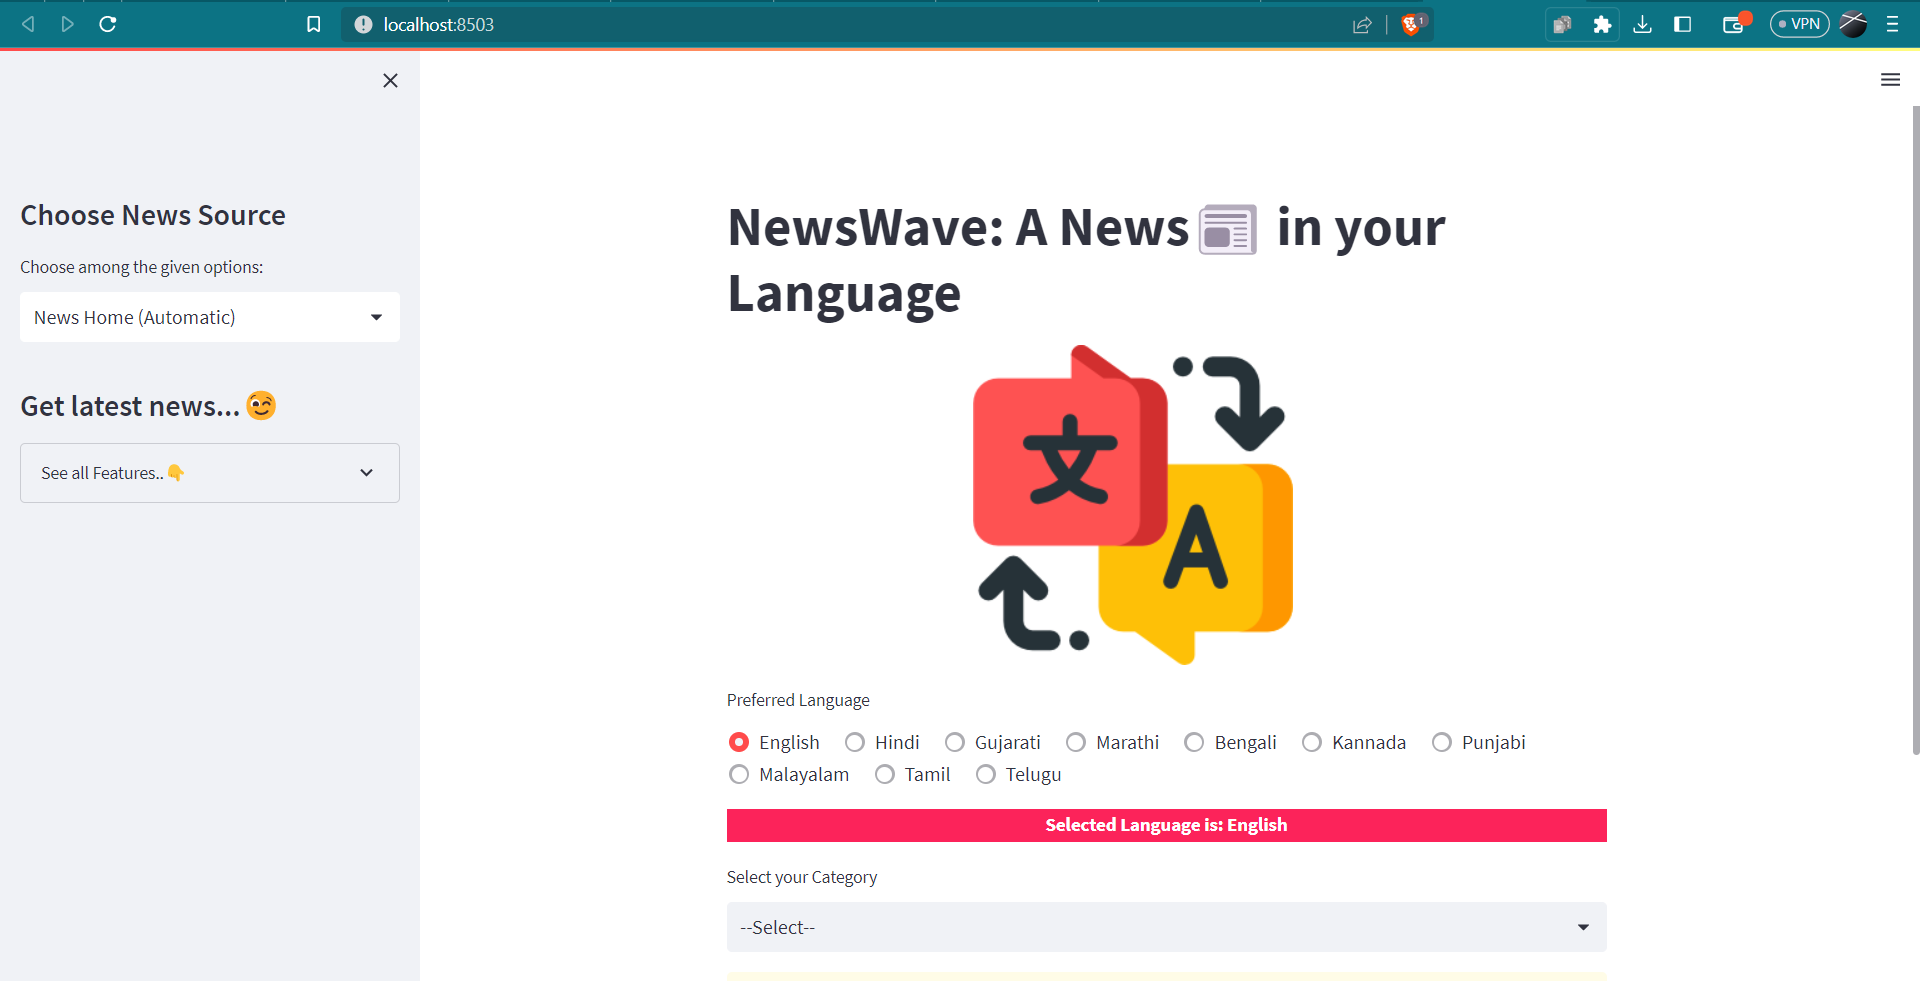 localhost:8503
1
VPN
Choose News Source
Choose among the given options:
News Home (Automatic)
Get latest news...😉
See all Features..👇
NewsWave: A News📰 in your
Language
文
A
Preferred Language
English Hindi Gujarati Marathi Bengali Kannada Punjabi
Malayalam Tamil Telugu
Selected Language is: English
Select your Category
--Select--